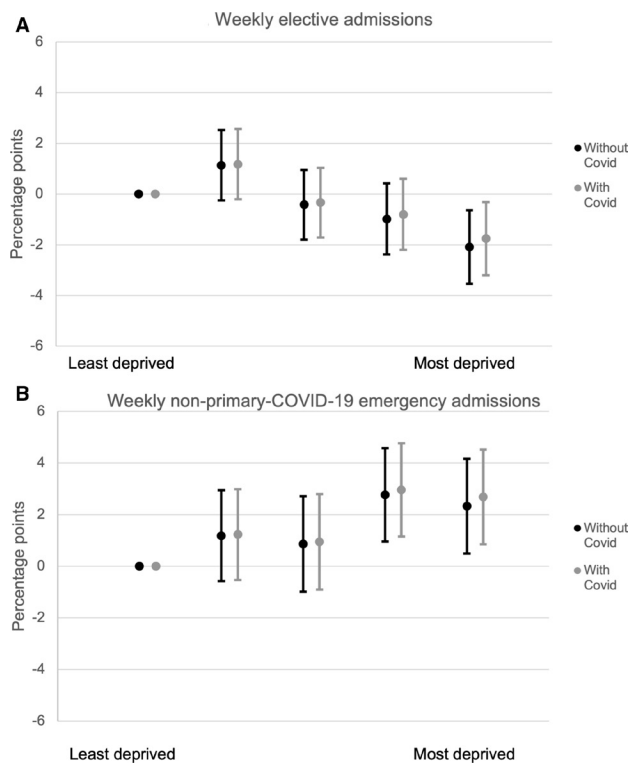 A
Weekly elective admissions
6
4
2
0
-2
-4
-6
Percentage points
Without
Covid
With
Covid
Least deprived
Most deprived
B
Weekly non-primary-COVID-19 emergency admissions
6
4
2
0
-2
-4
-6
Percentage points
Without
Covid
With
Covid
Least deprived
Most deprived